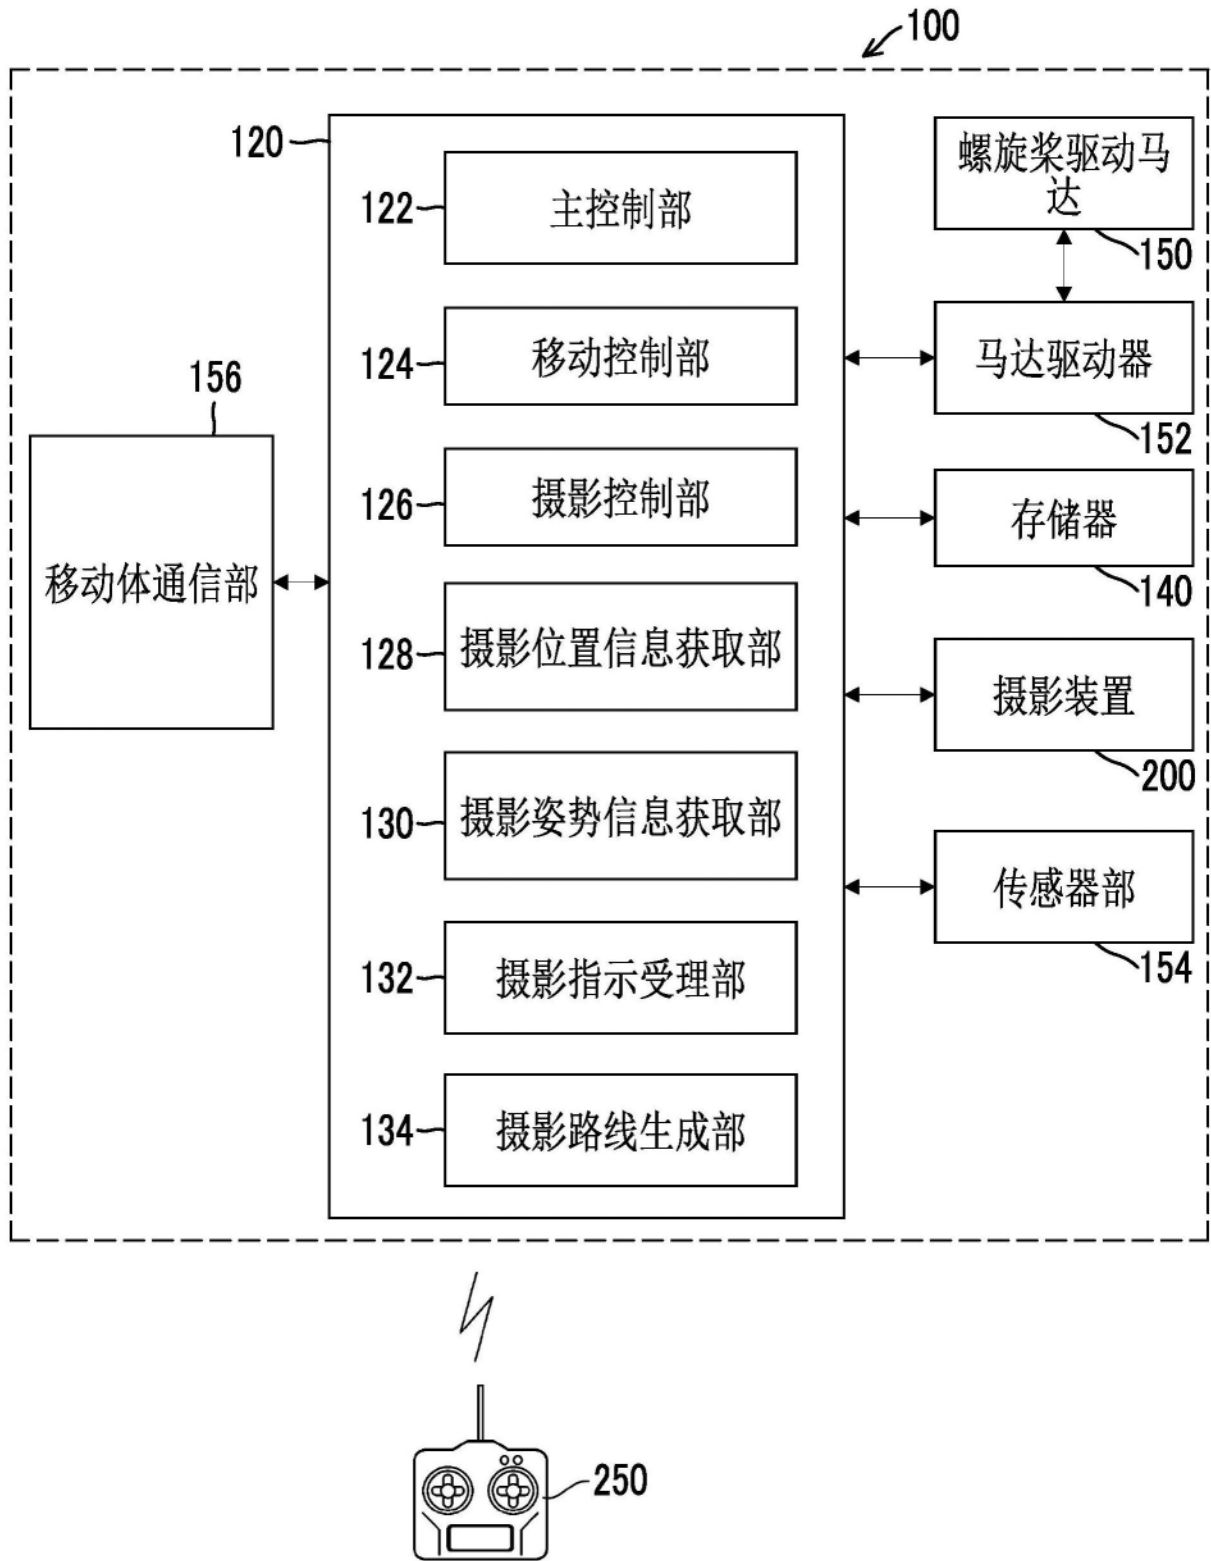 100
120
122
主控制部
124
移动控制部
126
摄影控制部
128
摄影位置信息获取部
130
摄影姿势信息获取部
132
摄影指示受理部
134
摄影路线生成部
156
移动体通信部
螺旋桨驱动马
达
150
马达驱动器
152
存储器
140
摄影装置
200
传感器部
154
250